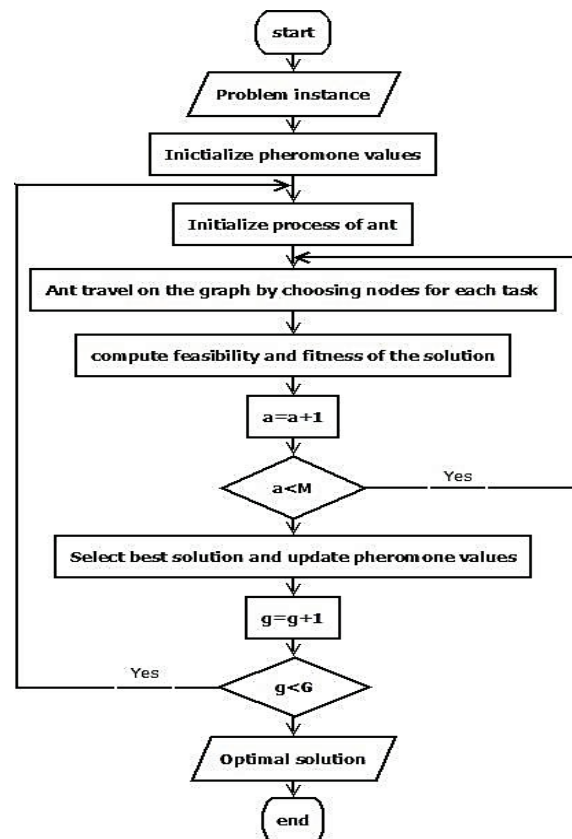 start
Problem instance
Inictialize pheromone values
Initialize process of ant
Ant travel on the graph by choosing nodes for each task
compute feasibility and fitness of the solution
a=a+1
a<M
Yes
Select best solution and update pheromone values
g=g+1
Yes
g<G
Optimal solution
end